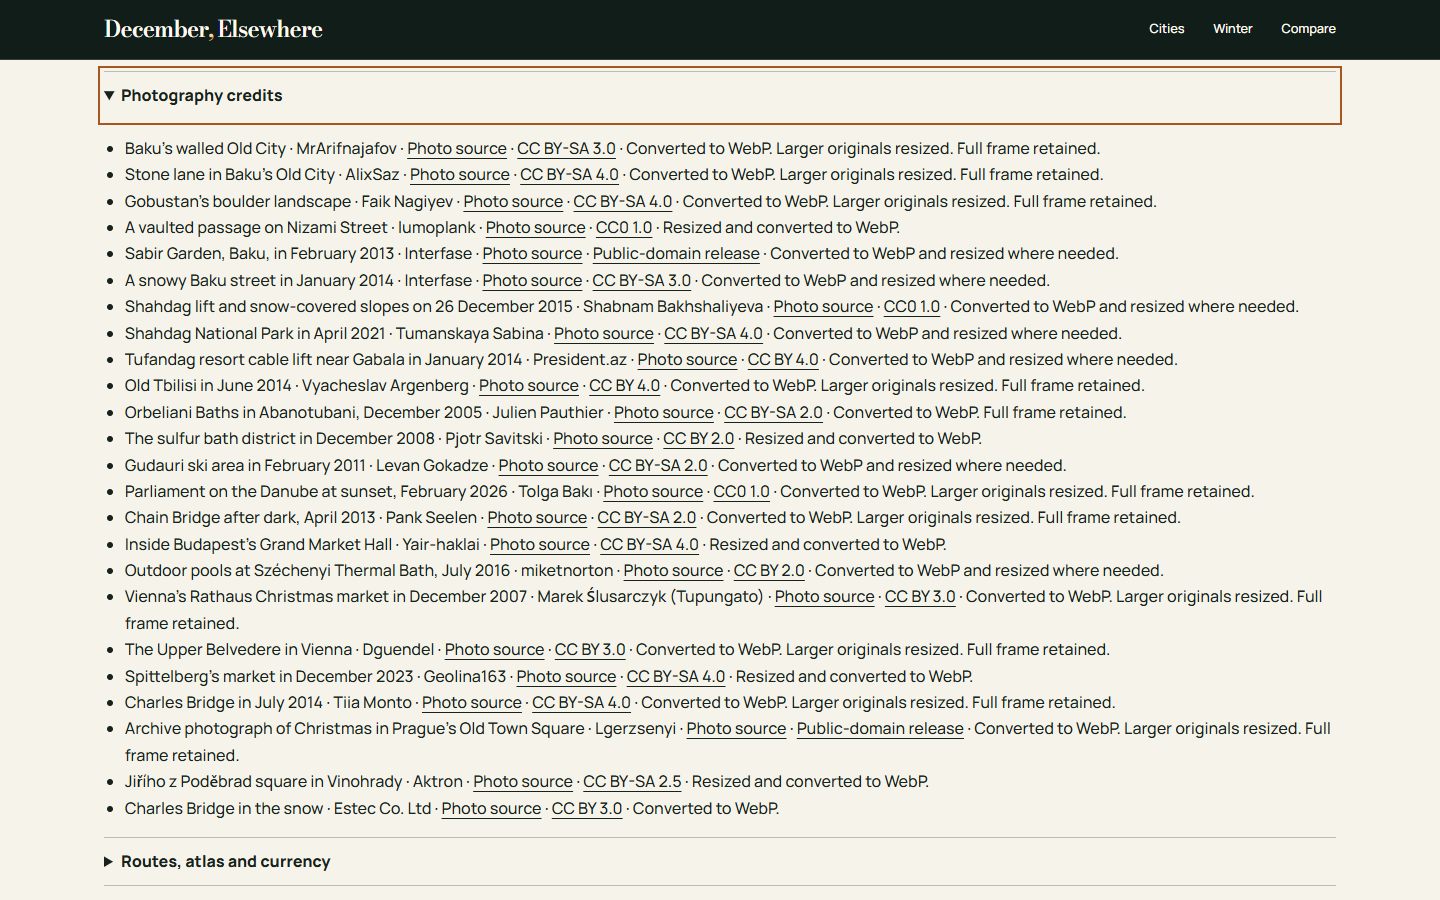 December, Elsewhere
Cities Winter Compare
▼ Photography credits
• Baku's walled Old City · MrArifnajafov · Photo source · CC BY-SA 3.0 · Converted to WebP. Larger originals resized. Full frame retained.
• Stone lane in Baku's Old City · AlixSaz · Photo source · CC BY-SA 4.0 · Converted to WebP. Larger originals resized. Full frame retained.
• Gobustan's boulder landscape · Faik Nagiyev · Photo source · CC BY-SA 4.0 · Converted to WebP. Larger originals resized. Full frame retained.
• A vaulted passage on Nizami Street · lumoplank · Photo source · CC0 1.0 · Resized and converted to WebP.
• Sabir Garden, Baku, in February 2013 · Interfase · Photo source · Public-domain release · Converted to WebP and resized where needed.
• A snowy Baku street in January 2014 · Interfase · Photo source · CC BY-SA 3.0 · Converted to WebP and resized where needed.
• Shahdag lift and snow-covered slopes on 26 December 2015 · Shabnam Bakhshaliyeva · Photo source · CC0 1.0 · Converted to WebP and resized where needed.
• Shahdag National Park in April 2021 · Tumanskaya Sabina · Photo source · CC BY-SA 4.0 · Converted to WebP and resized where needed.
• Tufandag resort cable lift near Gabala in January 2014 · President.az · Photo source · CC BY 4.0 · Converted to WebP and resized where needed.
• Old Tbilisi in June 2014 · Vyacheslav Argenberg · Photo source · CC BY 4.0 · Converted to WebP. Larger originals resized. Full frame retained.
• Orbeliani Baths in Abanotubani, December 2005 · Julien Pauthier · Photo source · CC BY-SA 2.0 · Converted to WebP. Full frame retained.
• The sulfur bath district in December 2008 · Pjotr Savitski · Photo source · CC BY 2.0 · Resized and converted to WebP.
• Gudauri ski area in February 2011 · Levan Gokadze · Photo source · CC BY-SA 2.0 · Converted to WebP and resized where needed.
• Parliament on the Danube at sunset, February 2026 · Tolga Bakı · Photo source · CC0 1.0 · Converted to WebP. Larger originals resized. Full frame retained.
• Chain Bridge after dark, April 2013 · Pank Seelen · Photo source · CC BY-SA 2.0 · Converted to WebP. Larger originals resized. Full frame retained.
• Inside Budapest's Grand Market Hall · Yair-haklai · Photo source · CC BY-SA 4.0 · Resized and converted to WebP.
• Outdoor pools at Széchenyi Thermal Bath, July 2016 · miketnorton · Photo source · CC BY 2.0 · Converted to WebP and resized where needed.
• Vienna's Rathaus Christmas market in December 2007 · Marek Ślusarczyk (Tupungato) · Photo source · CC BY 3.0 · Converted to WebP. Larger originals resized. Full
frame retained.
• The Upper Belvedere in Vienna · Dguendel · Photo source · CC BY 3.0 · Converted to WebP. Larger originals resized. Full frame retained.
• Spittelberg's market in December 2023 · Geolina163 · Photo source · CC BY-SA 4.0 · Resized and converted to WebP.
• Charles Bridge in July 2014 · Tiia Monto · Photo source · CC BY-SA 4.0 · Converted to WebP. Larger originals resized. Full frame retained.
• Archive photograph of Christmas in Prague's Old Town Square · Lgerzsenyi · Photo source · Public-domain release · Converted to WebP. Larger originals resized. Full
frame retained.
• Jiřího z Poděbrad square in Vinohrady · Aktron · Photo source · CC BY-SA 2.5 · Resized and converted to WebP.
• Charles Bridge in the snow · Estec Co. Ltd · Photo source · CC BY 3.0 · Converted to WebP.
▶ Routes, atlas and currency